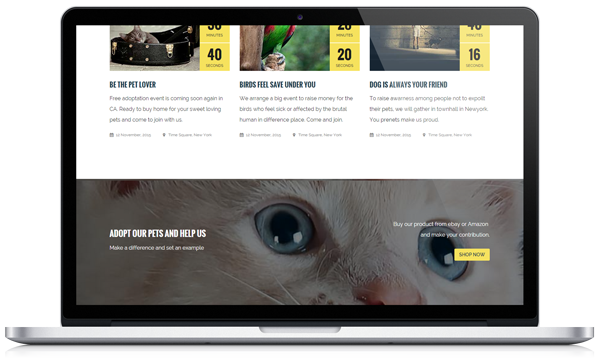 MINUTES
MINUTES
MINUTES
40
20
16
SECONDS
SECONDS
SECONDS
BE THE PET LOVER
Free adoptation event is coming soon again in
CA. Ready to bring home for your sweet loving
pets and come to join with us.
12 November, 2015 Time Square, New York
BIRDS FEEL SAVE UNDER YOU
We arrange a big event to raise money for the
birds who feel sick or affected by the brutal
human in difference place. Come and join.
12 November, 2015 Time Square, New York
DOG IS ALWAYS YOUR FRIEND
To raise awarness among people not to expolit
their pets, we will gather in townhall in Newyork.
You prenets make us proud.
12 November, 2015 Time Square, New York
ADOPT OUR PETS AND HELP US
Make a difference and set an example
Buy our product from ebay or Amazon
and make your contribution.
SHOP NOW